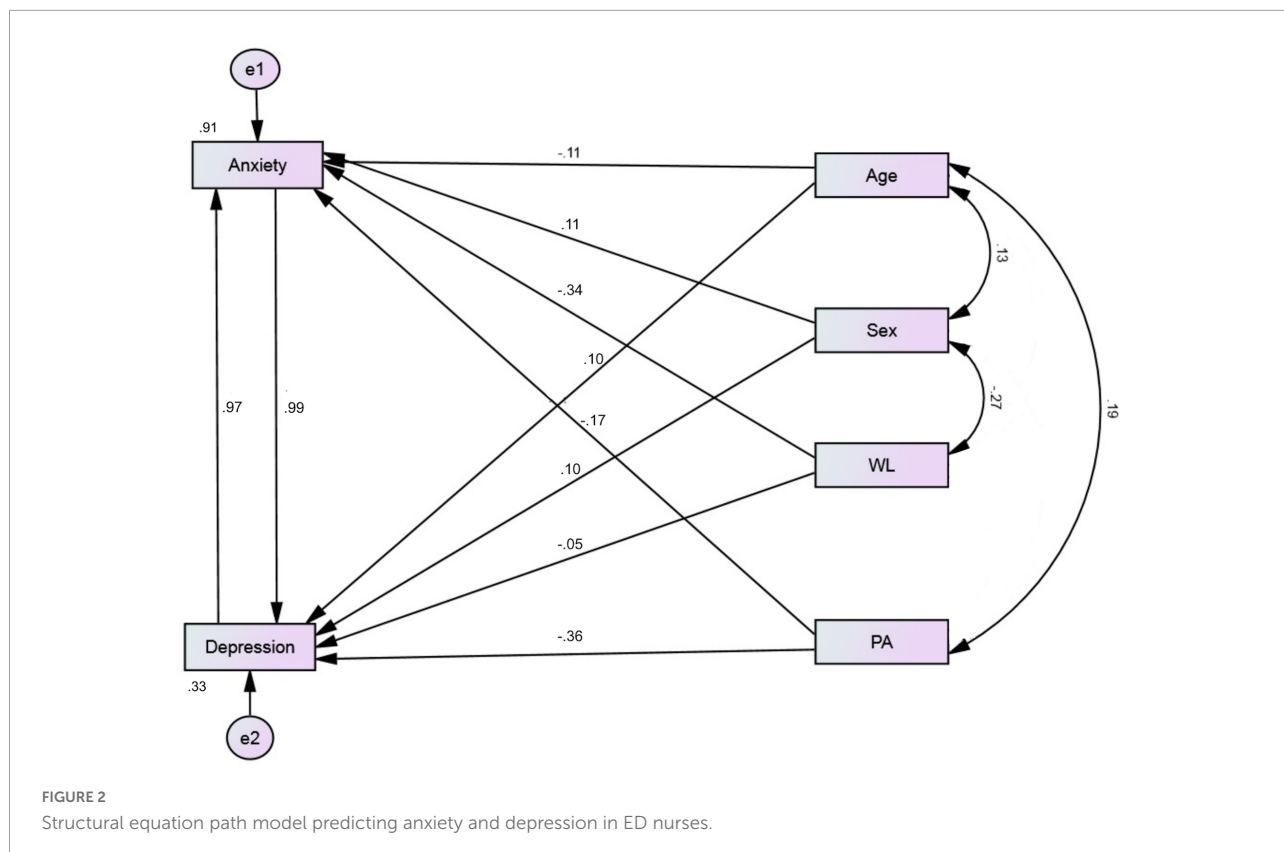 e1
.91
Anxiety
-.11
Age
.11
.13
-.34
Sex
.10
-.27
.97
.99
-.17
.19
.10
WL
-.05
-.36
PA
Depression
.33
e2
FIGURE 2
Structural equation path model predicting anxiety and depression in ED nurses.